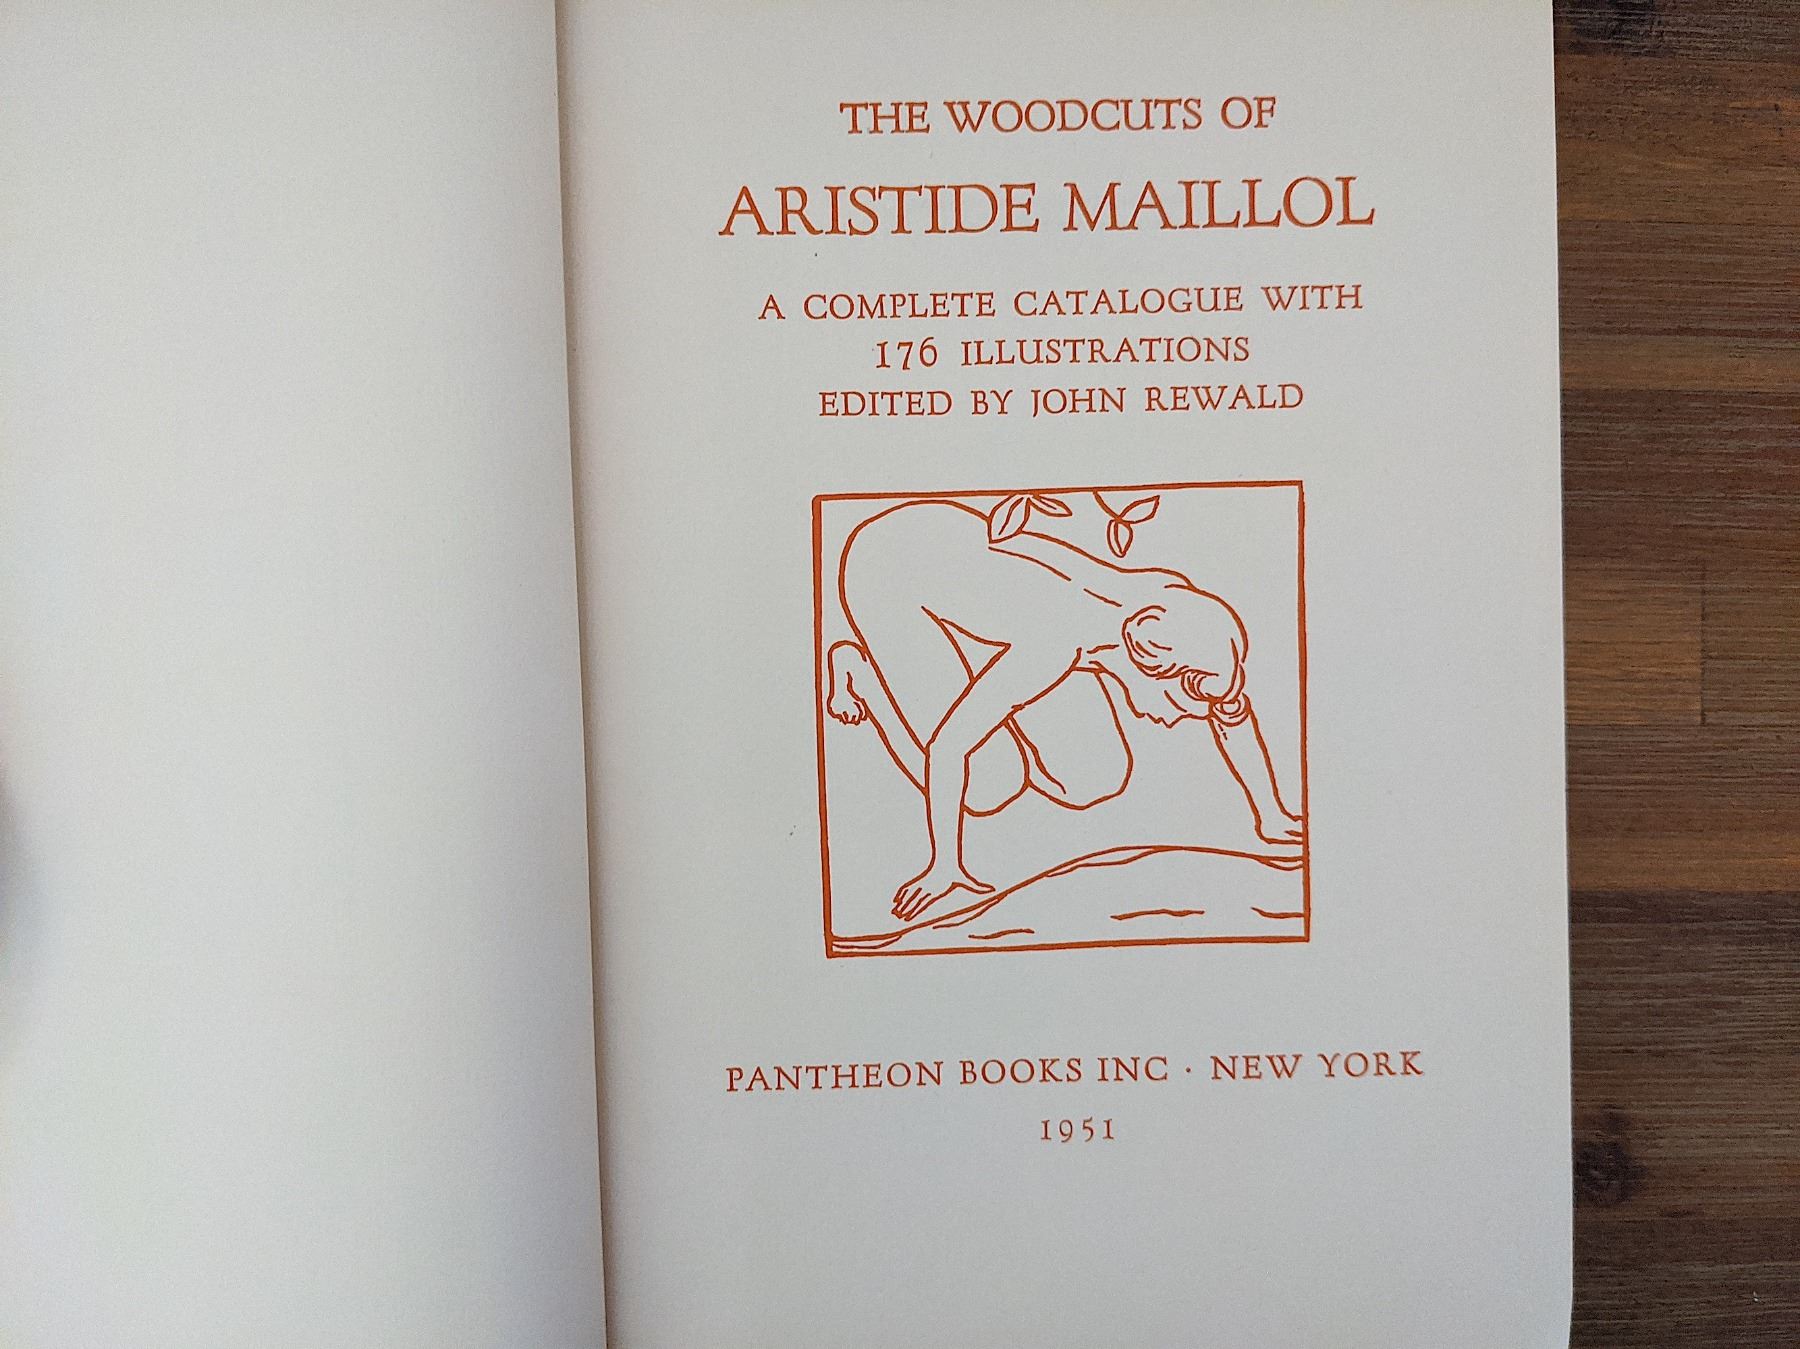 THE WOODCUTS OF
ARISTIDE MAILLOL
A COMPLETE CATALOGUE WITH
176 ILLUSTRATIONS
EDITED BY JOHN REWALD
PANTHEON BOOKS INC · NEW YORK
1951